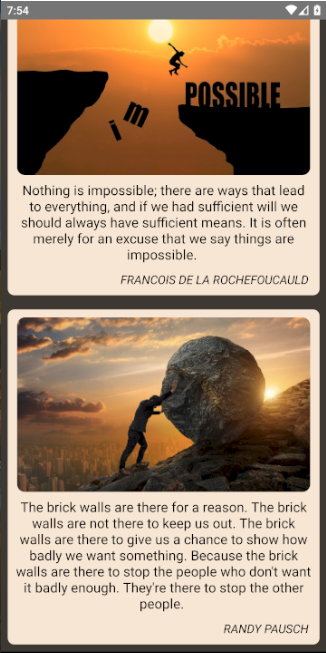 7:54
im
POSSIBLE
Nothing is impossible; there are ways that lead
to everything, and if we had sufficient will we
should always have sufficient means. It is often
merely for an excuse that we say things are
impossible.
FRANCOIS DE LA ROCHEFOUCAULD
The brick walls are there for a reason. The brick
walls are not there to keep us out. The brick
walls are there to give us a chance to show how
badly we want something. Because the brick
walls are there to stop the people who don't want
it badly enough. They're there to stop the other
people.
RANDY PAUSCH